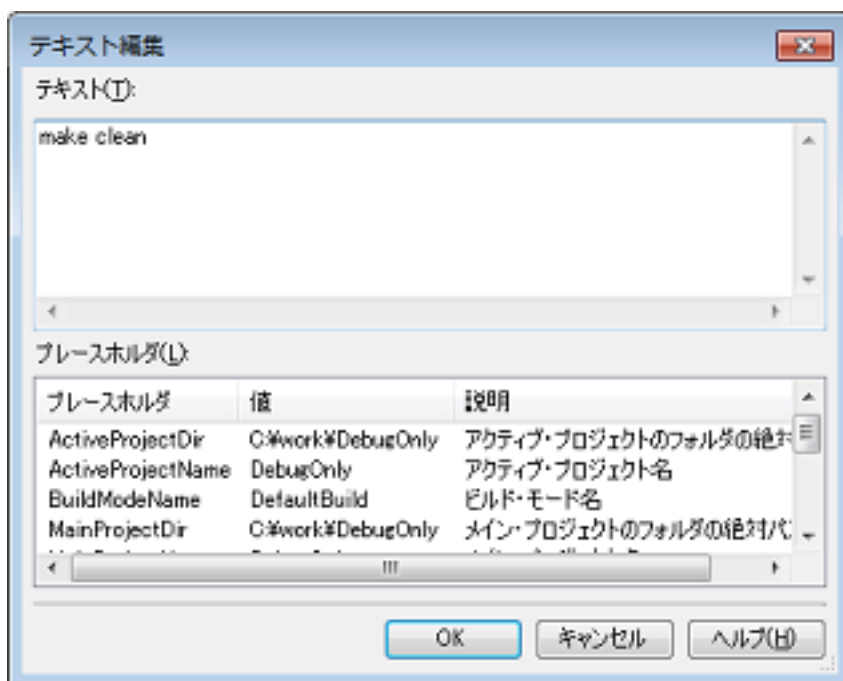 テキスト編集
テキスト(T):
make clean
プレースホルダ(L):
プレースホルダ 値 説明
ActiveProjectDir C:¥work¥DebugOnly アクティブ・プロジェクトのフォルダの絶対
ActiveProjectName DebugOnly アクティブ・プロジェクト名
BuildModeName DefaultBuild ビルド・モード名
MainProjectDir C:¥work¥DebugOnly メイン・プロジェクトのフォルダの絶対パ
OK キャンセル ヘルプ(H)